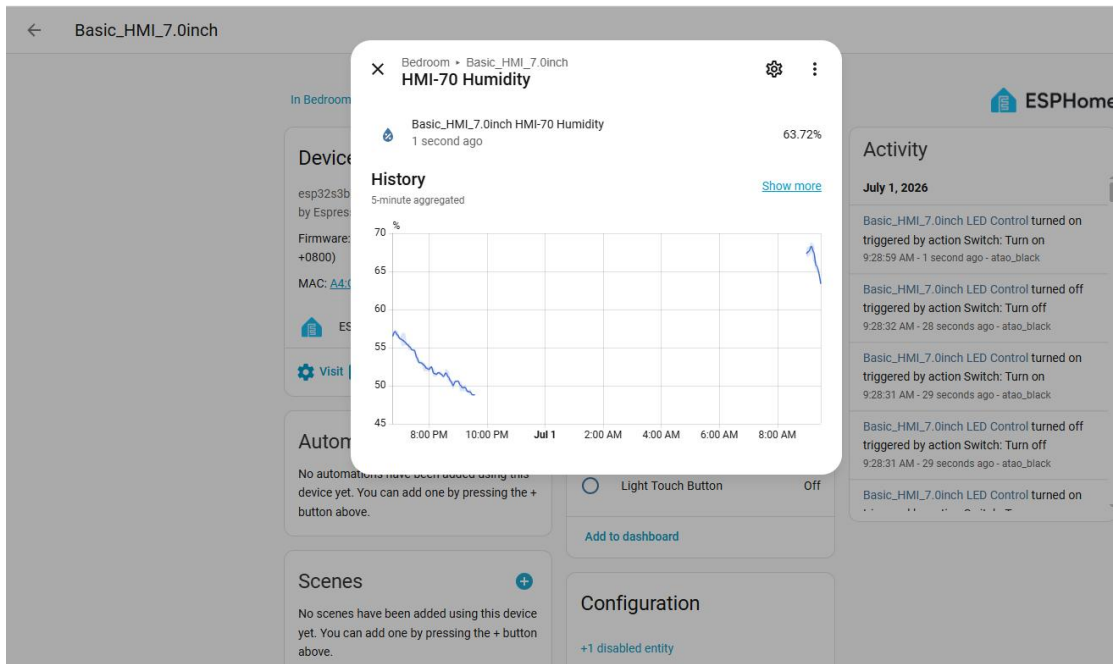 Basic_HMI_7.0inch
Bedroom ▸ Basic_HMI_7.0inch
HMI-70 Humidity
Basic_HMI_7.0inch HMI-70 Humidity
1 second ago
63.72%
History
Show more
5-minute aggregated
%
70
65
60
55
50
45
8:00 PM 10:00 PM Jul 1 2:00 AM 4:00 AM 6:00 AM 8:00 AM
In Bedroom
ESPHome
Device
esp32s3b
by Espres
Firmware:
+0800)
MAC: A4:
ES
Visit
Autom
No automations have been added using this
device yet. You can add one by pressing the +
button above.
Scenes
No scenes have been added using this device
yet. You can add one by pressing the + button
above.
Light Touch Button Off
Add to dashboard
Configuration
+1 disabled entity
Activity
July 1, 2026
Basic_HMI_7.0inch LED Control turned on
triggered by action Switch: Turn on
9:28:59 AM - 1 second ago - atao_black
Basic_HMI_7.0inch LED Control turned off
triggered by action Switch: Turn off
9:28:32 AM - 28 seconds ago - atao_black
Basic_HMI_7.0inch LED Control turned on
triggered by action Switch: Turn on
9:28:31 AM - 29 seconds ago - atao_black
Basic_HMI_7.0inch LED Control turned off
triggered by action Switch: Turn off
9:28:31 AM - 29 seconds ago - atao_black
Basic_HMI_7.0inch LED Control turned on